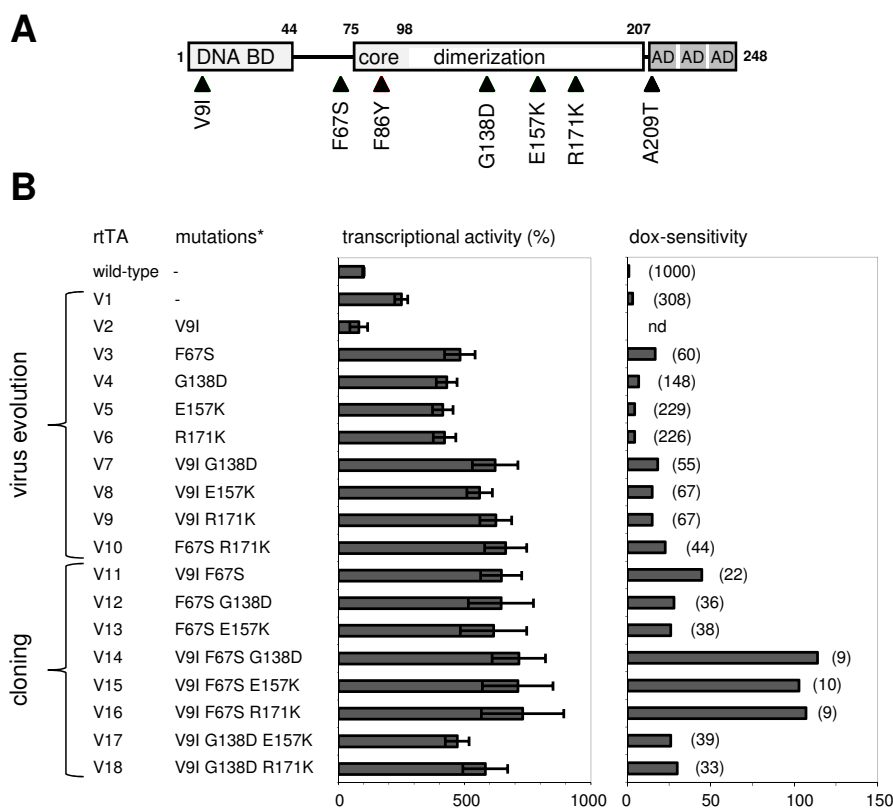 A
1 DNA BD 44 75 core 98 dimerization 207 AD AD AD 248
V9I F67S F86Y G138D E157K R171K A209T
B
rtTA mutations* transcriptional activity (%) dox-sensitivity
wild-type - (1000)
virus evolution
V1 - (308)
V2 V9I nd
V3 F67S (60)
V4 G138D (148)
V5 E157K (229)
V6 R171K (226)
V7 V9I G138D (55)
V8 V9I E157K (67)
V9 V9I R171K (67)
V10 F67S R171K (44)
cloning
V11 V9I F67S (22)
V12 F67S G138D (36)
V13 F67S E157K (38)
V14 V9I F67S G138D (9)
V15 V9I F67S E157K (10)
V16 V9I F67S R171K (9)
V17 V9I G138D E157K (39)
V18 V9I G138D R171K (33)
0 500 1000 0 50 100 150